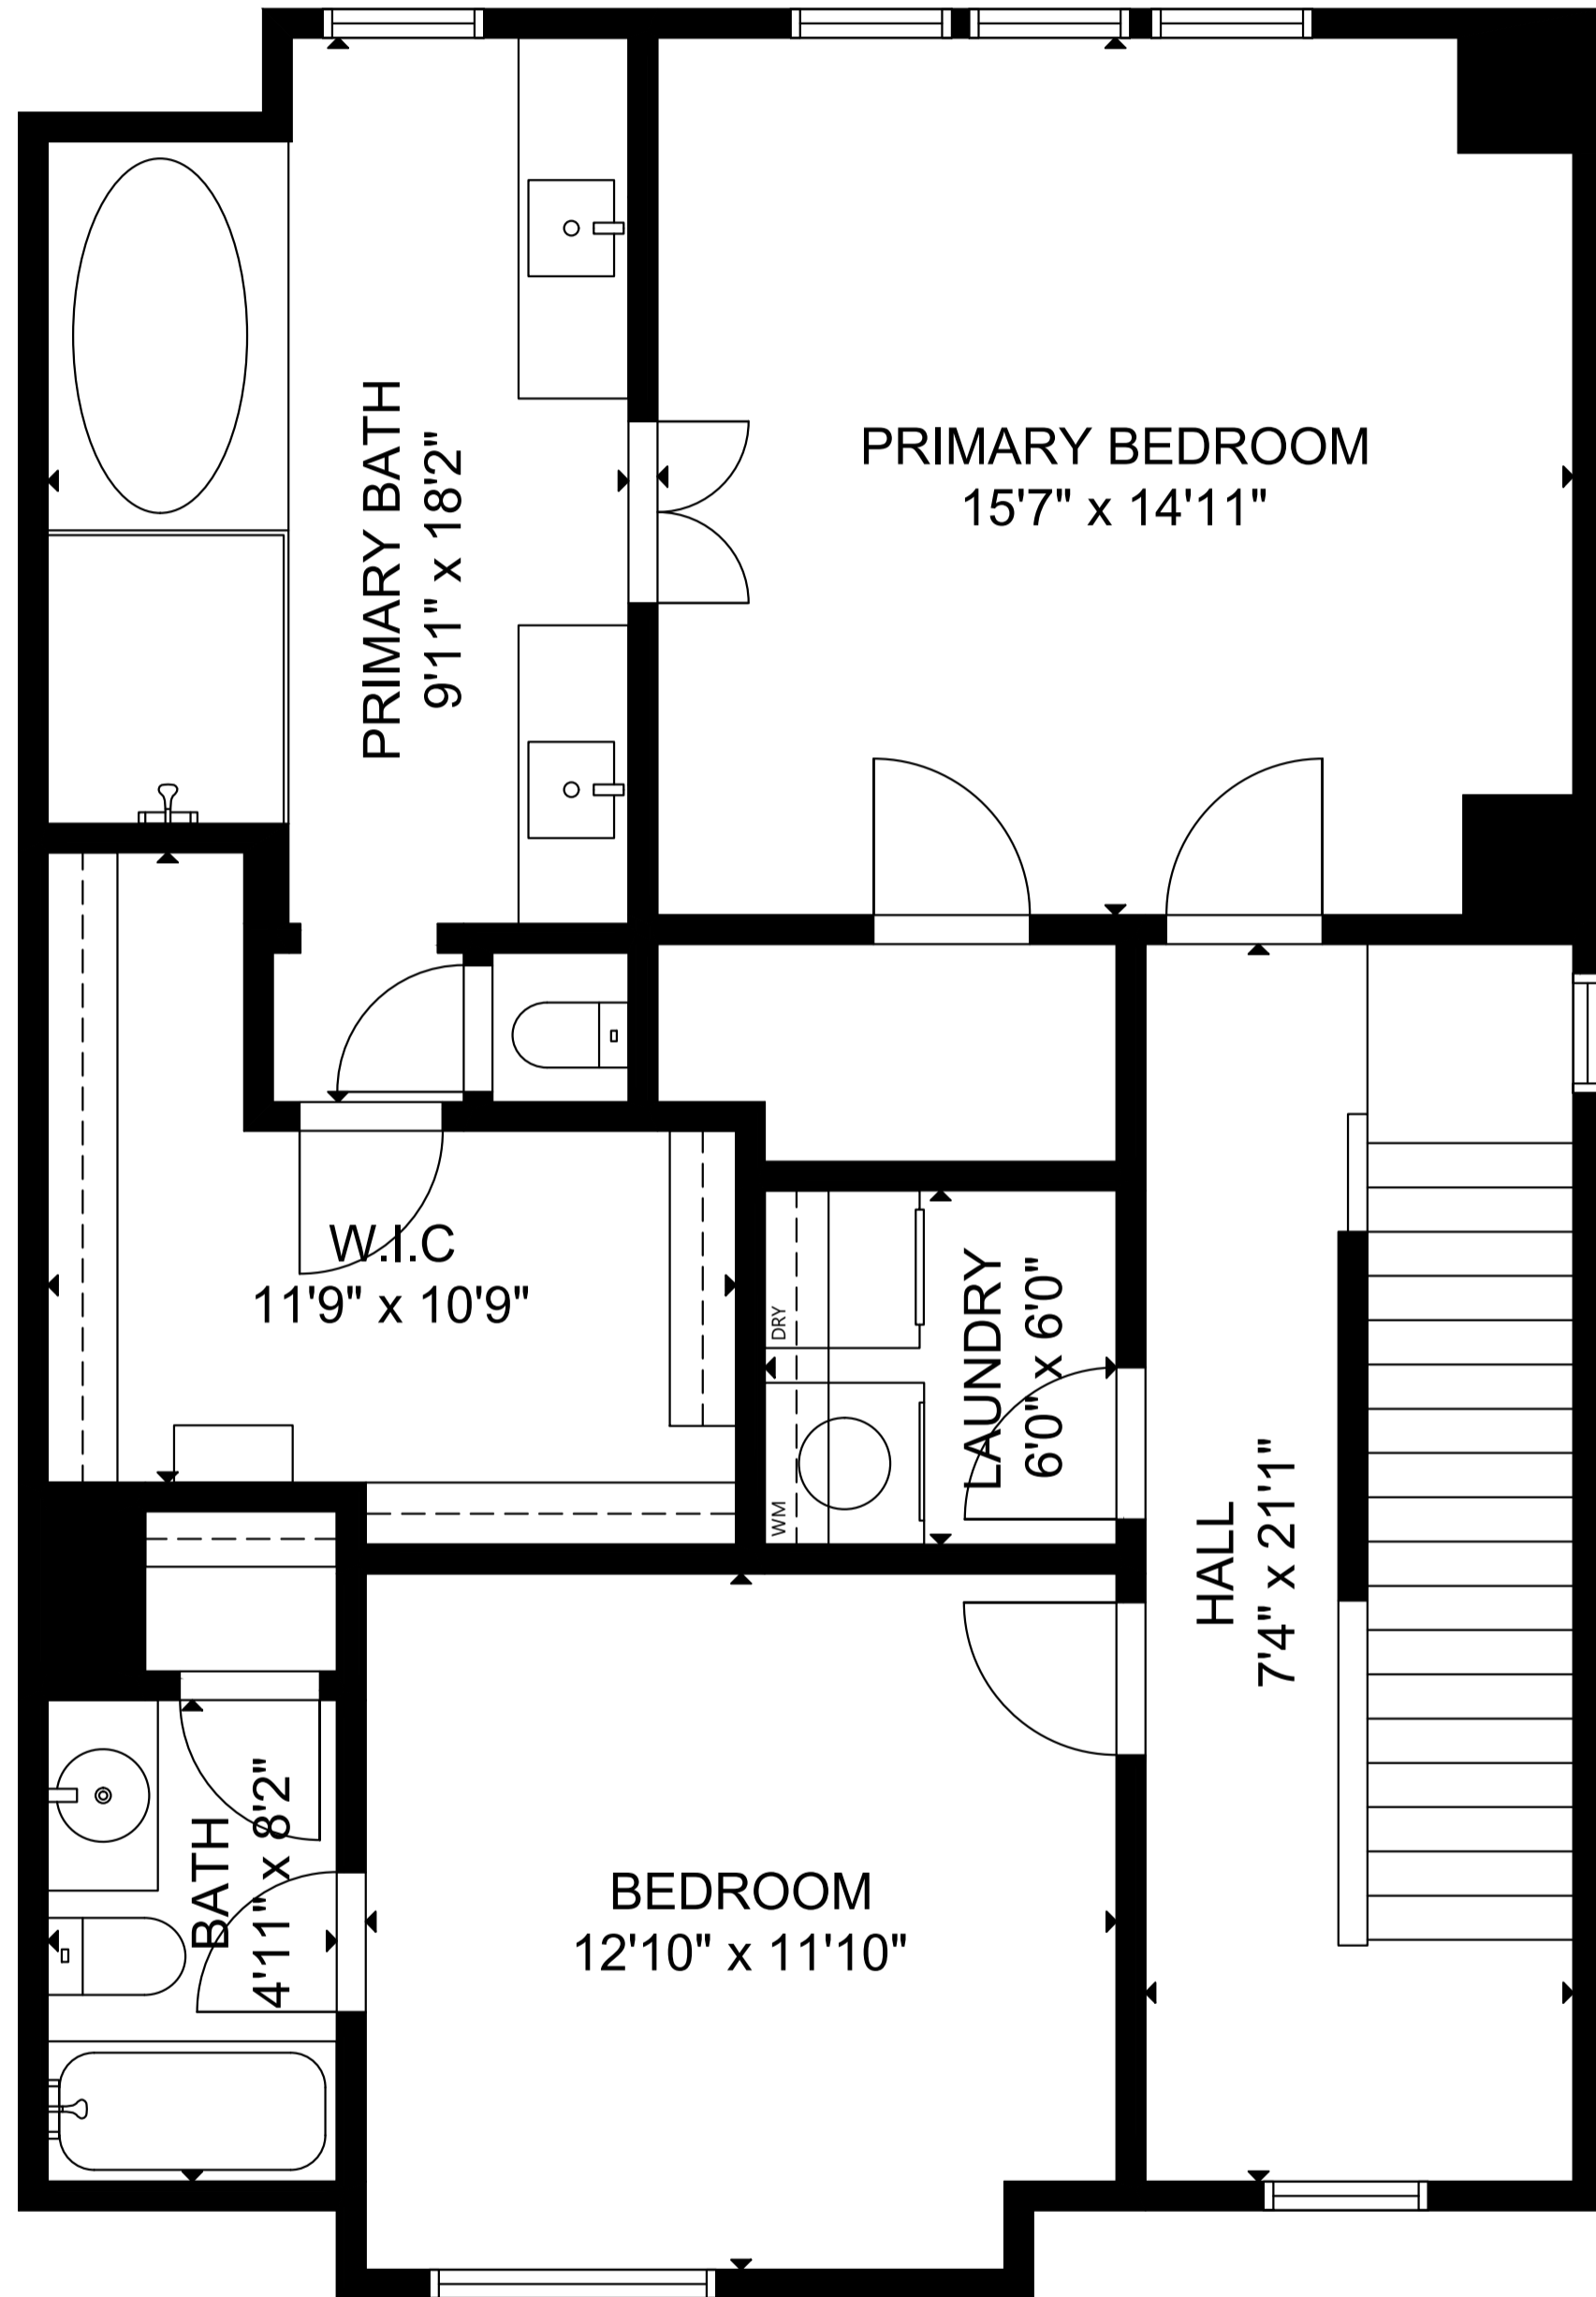 PRIMARY BATH
9'11" x 18'2"
PRIMARY BEDROOM
15'7" x 14'11"
W.I.C
11'9" x 10'9"
DRY
WM
LAUNDRY
6'0" x 6'0"
HALL
7'4" x 21'1"
BATH
4'11" x 8'2"
BEDROOM
12'10" x 11'10"